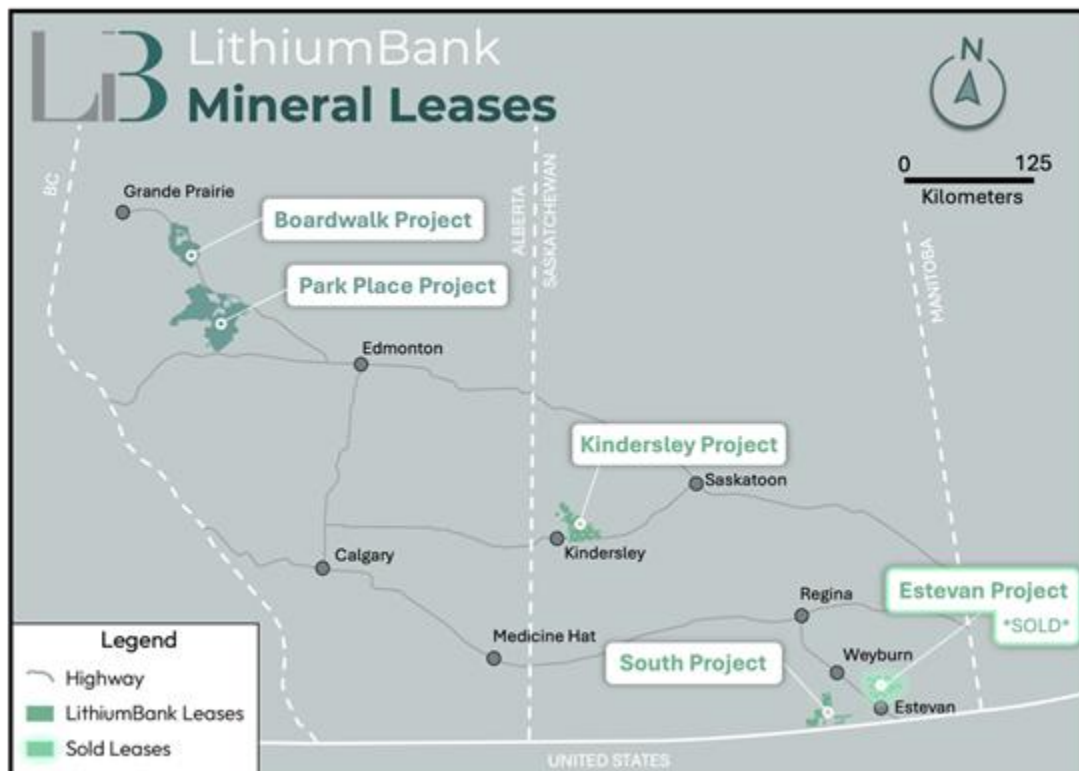 LiB
LithiumBank
Mineral Leases
N
0 125
Kilometers
BC
ALBERTA
SASKATCHEWAN
MANITOBA
Grande Prairie
Boardwalk Project
Park Place Project
Edmonton
Kindersley Project
Saskatoon
Kindersley
Calgary
Estevan Project
*SOLD*
Regina
Medicine Hat
South Project
Weyburn
Estevan
Legend
Highway
LithiumBank Leases
Sold Leases
UNITED STATES